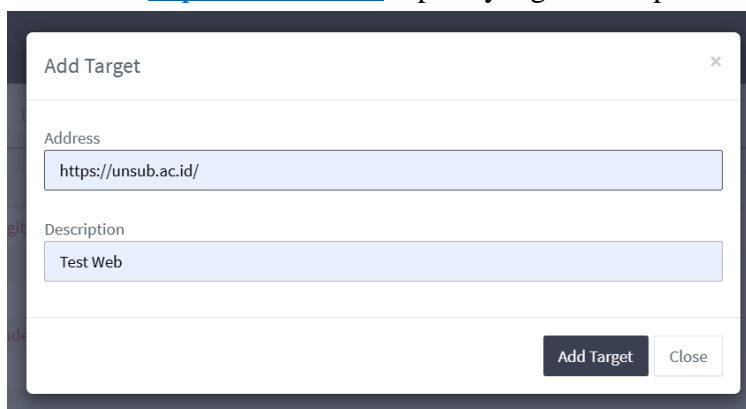 Add Target ×
Address
https://unsub.ac.id/
Description
Test Web
Add Target Close